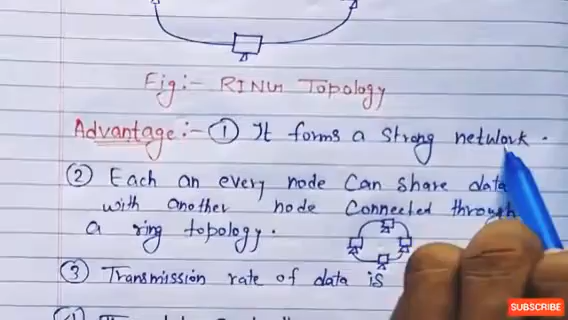 Fig:- RING Topology
Advantage:- ① It forms a strong network.
② Each an every node can share data
with another node connected through
a ring topology.
③ Transmission rate of data is
SUBSCRIBE